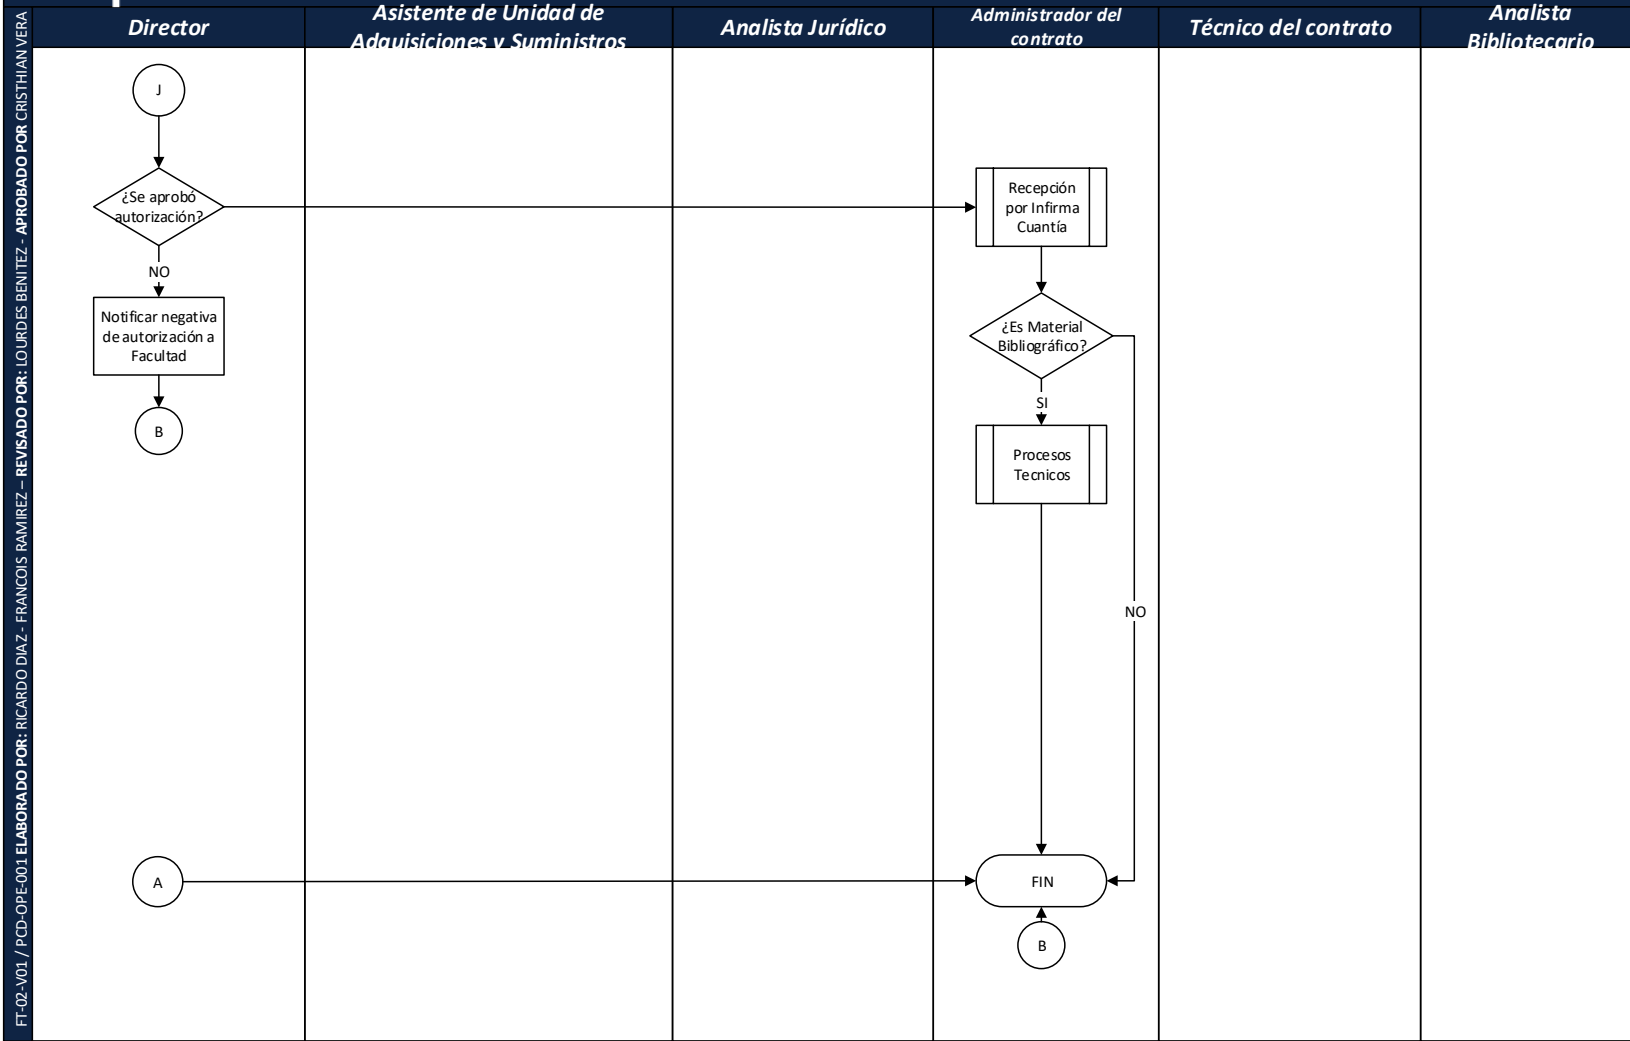 Director
Asistente de Unidad de
Adquisiciones y Suministros
Analista Jurídico
Administrador del
contrato
Técnico del contrato
Analista
Bibliotecario
FT-02-V01 / PCD-OPE-001 ELABORADO POR: RICARDO DIAZ - FRANCOIS RAMIREZ – REVISADO POR: LOURDES BENITEZ - APROBADO POR CRISTHIAN VERA
J
¿Se aprobó
autorización?
NO
Notificar negativa
de autorización a
Facultad
B
Recepción
por Infirma
Cuantía
¿Es Material
Bibliográfico?
SI
Procesos
Tecnicos
NO
A
FIN
B